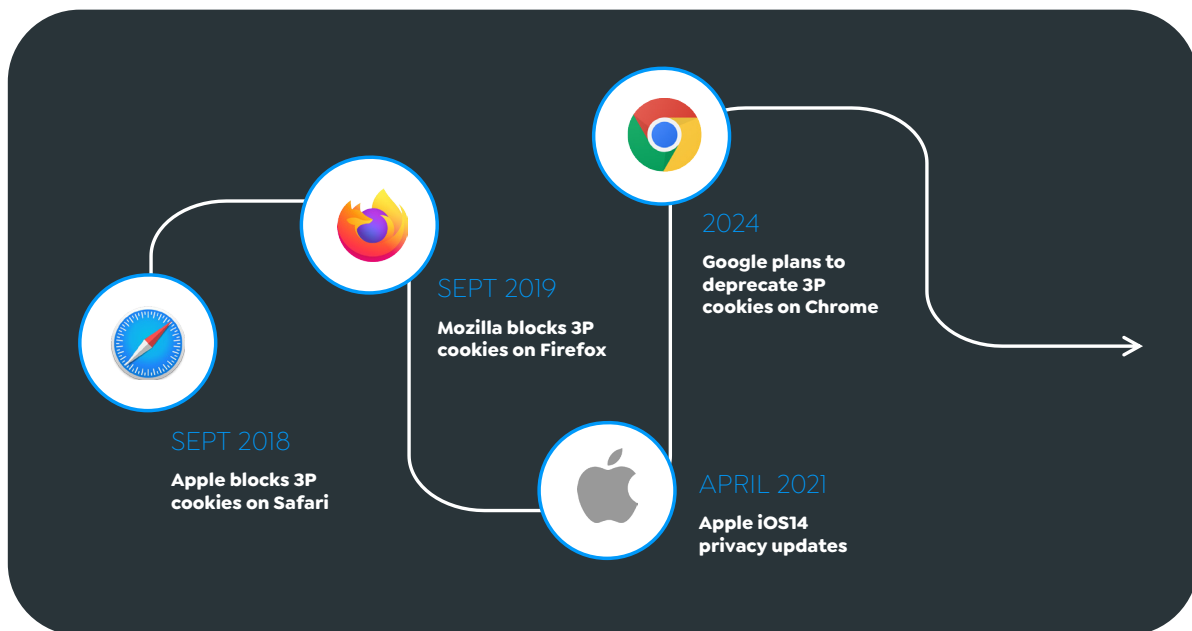 SEPT 2018
Apple blocks 3P
cookies on Safari
SEPT 2019
Mozilla blocks 3P
cookies on Firefox
APRIL 2021
Apple iOS14
privacy updates
2024
Google plans to
deprecate 3P
cookies on Chrome